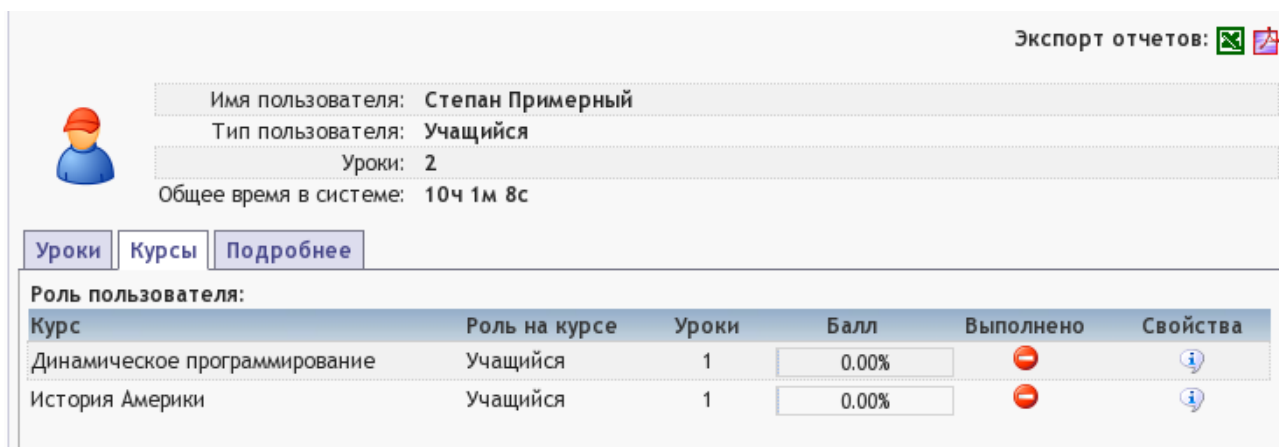 Экспорт отчетов:
Имя пользователя: Степан Примерный
Тип пользователя: Учащийся
Уроки: 2
Общее время в системе: 10ч 1м 8с
Уроки Курсы Подробнее
Роль пользователя:
Курс Роль на курсе Уроки Балл Выполнено Свойства
Динамическое программирование Учащийся 1 0.00%
История Америки Учащийся 1 0.00%